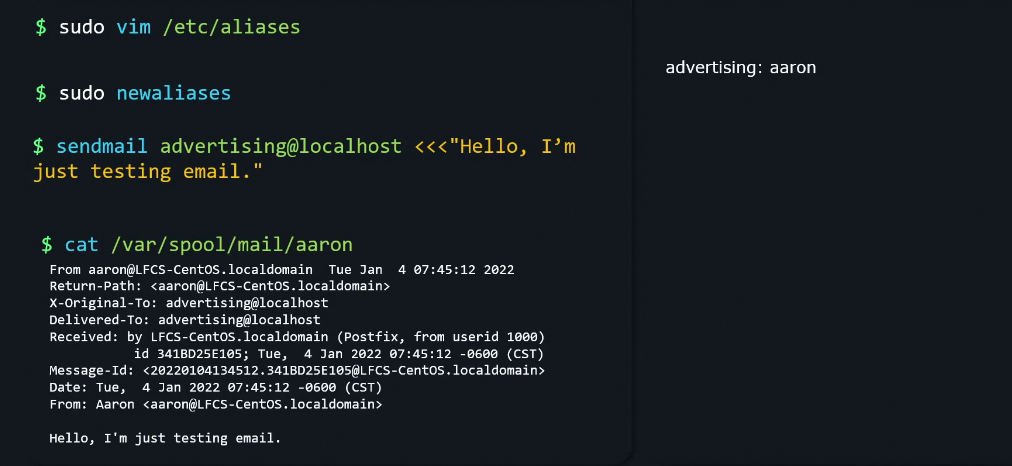 $ sudo vim /etc/aliases
advertising: aaron
$ sudo newaliases
$ sendmail advertising@localhost <<<"Hello, I’m
just testing email."
$ cat /var/spool/mail/aaron
From aaron@LFCS-CentOS.localdomain  Tue Jan  4 07:45:12 2022
Return-Path: <aaron@LFCS-CentOS.localdomain>
X-Original-To: advertising@localhost
Delivered-To: advertising@localhost
Received: by LFCS-CentOS.localdomain (Postfix, from userid 1000)
id 341BD25E105; Tue,  4 Jan 2022 07:45:12 -0600 (CST)
Message-Id: <20220104134512.341BD25E105@LFCS-CentOS.localdomain>
Date: Tue,  4 Jan 2022 07:45:12 -0600 (CST)
From: Aaron <aaron@LFCS-CentOS.localdomain>
Hello, I'm just testing email.